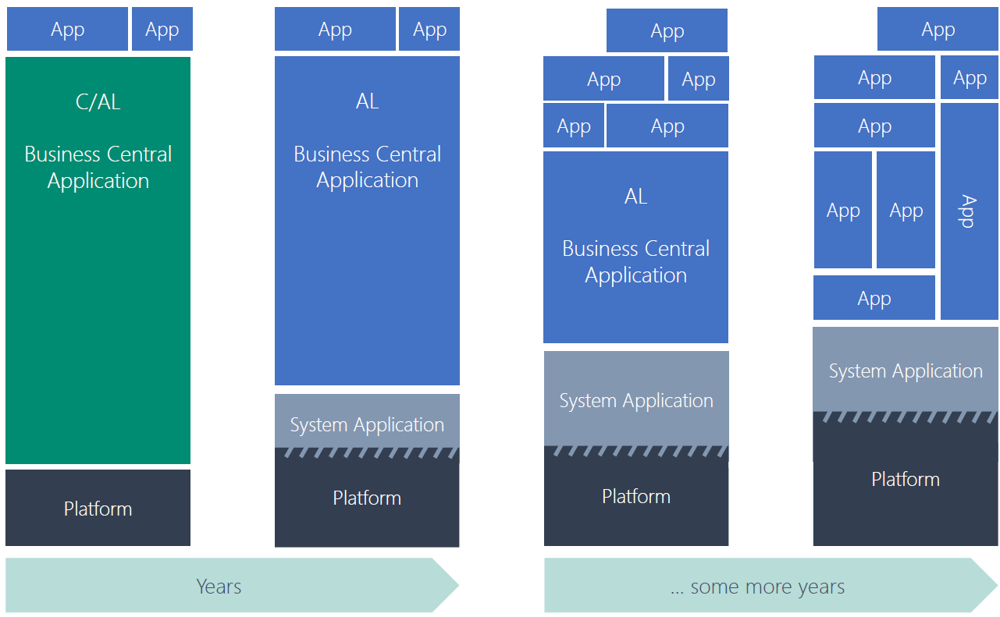 App
App
C/AL
Business Central
Application
Platform
App
App
AL
Business Central
Application
System Application
Platform
Years
App
App
App
App
App
AL
Business Central
Application
System Application
Platform
App
App
App
App
App
App
App
App
System Application
Platform
... some more years